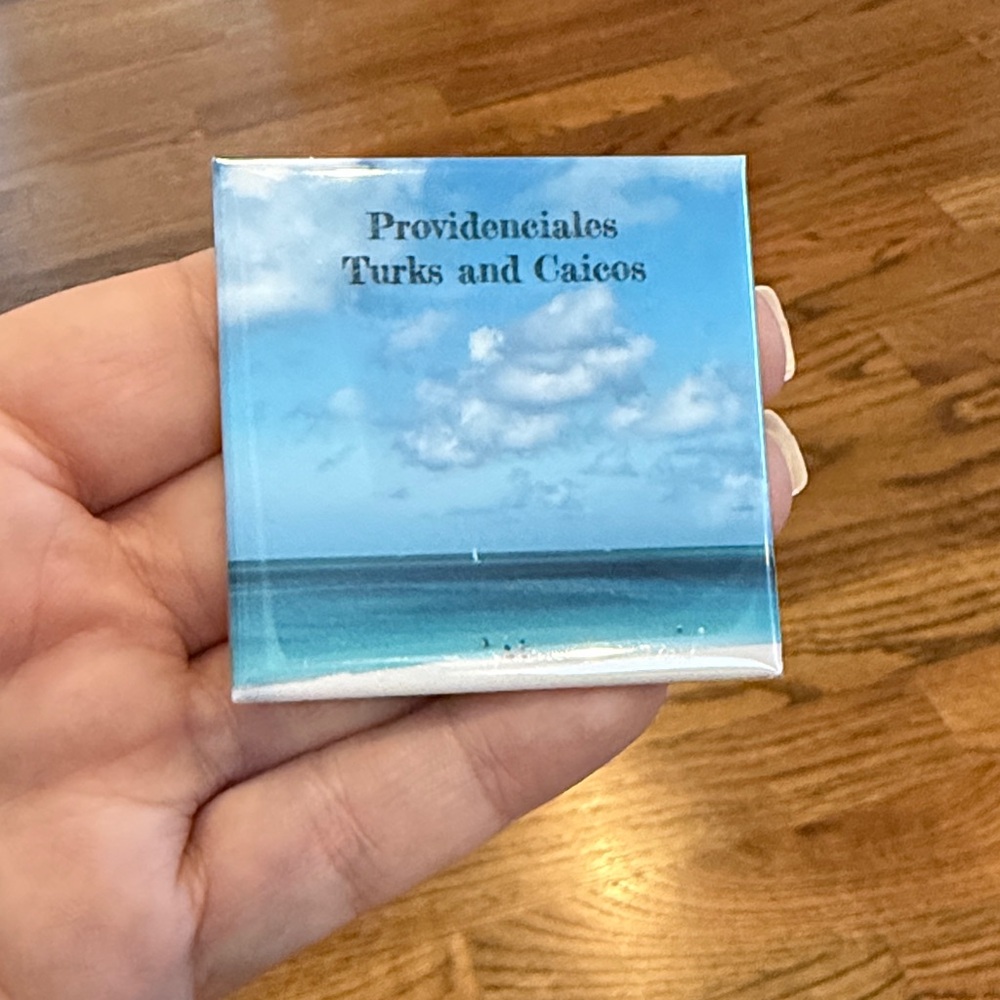 Providenciales
Turks and Caicos